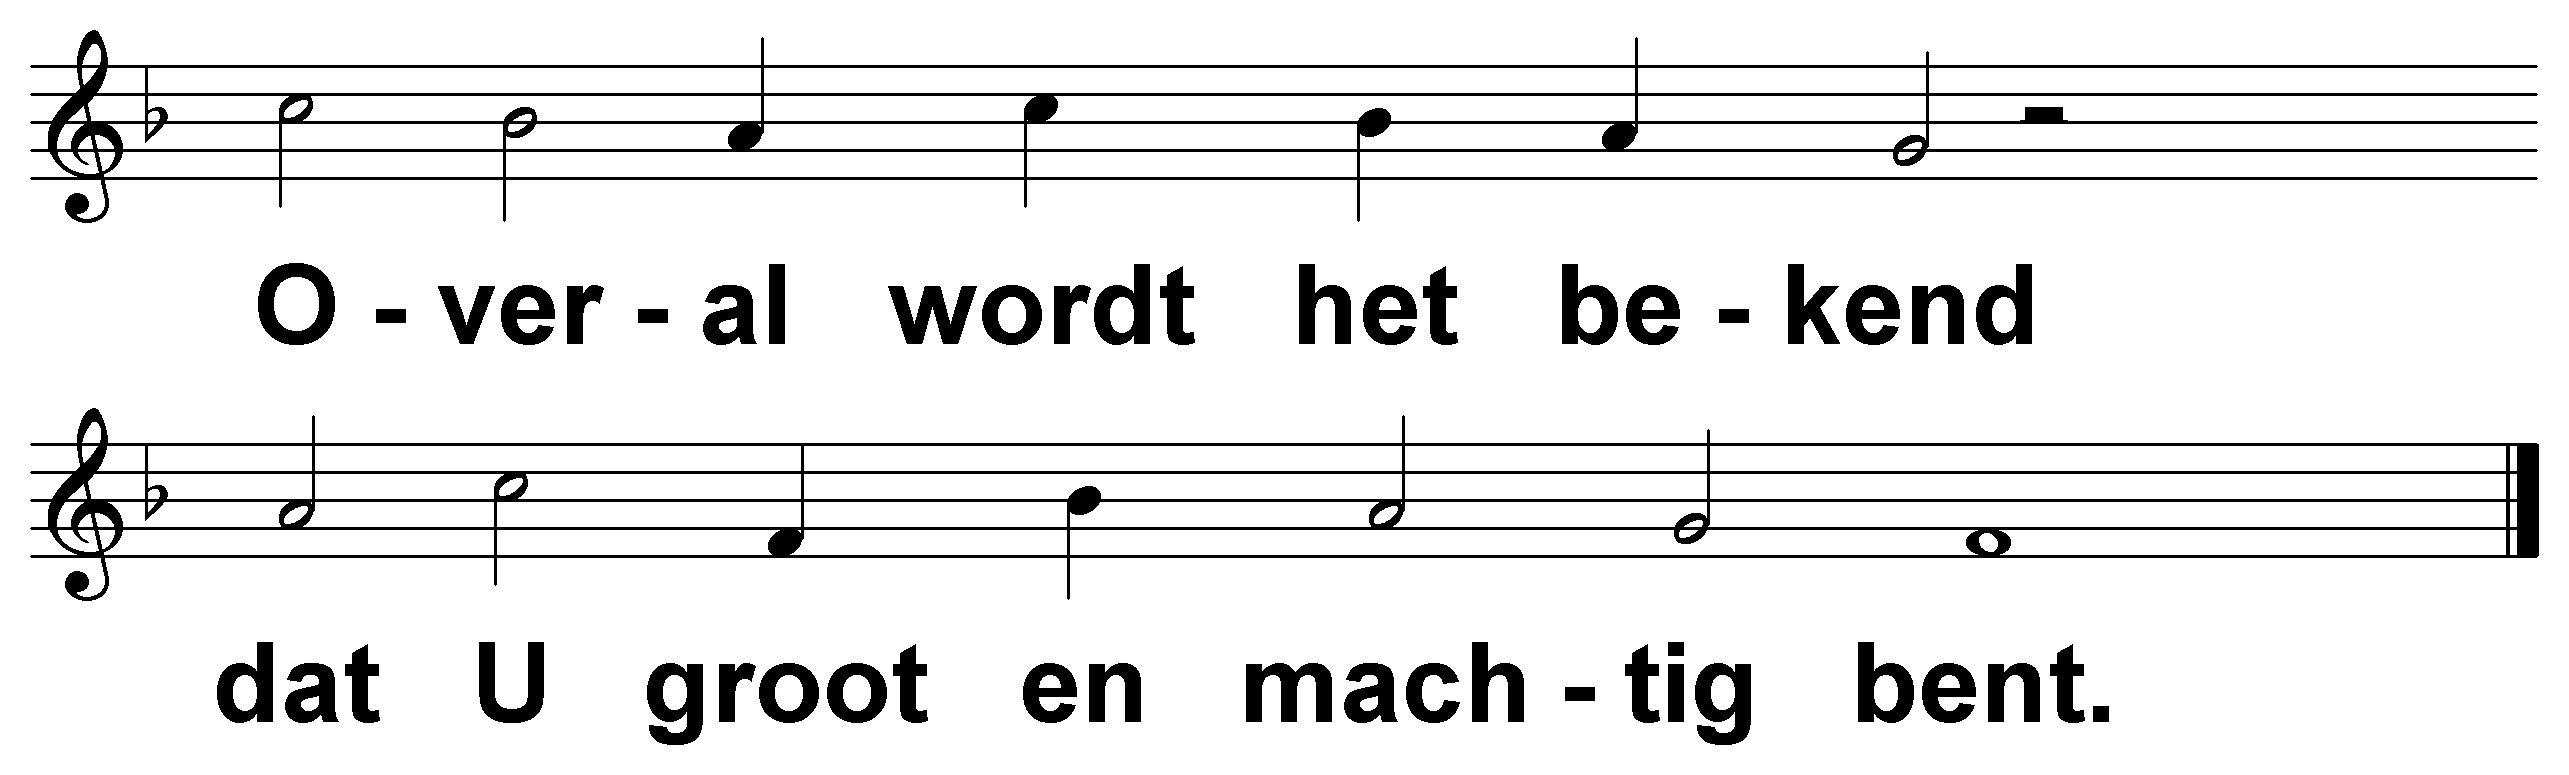 O - ver - al wordt het be - kend
dat U groot en mach - tig bent.